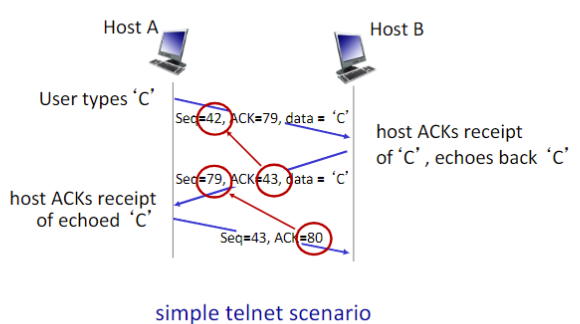 Host A
Host B
User types ‘C’
Seq=42, ACK=79, data = ‘C’
host ACKs receipt
of ‘C’, echoes back ‘C’
Seq=79, ACK=43, data = ‘C’
host ACKs receipt
of echoed ‘C’
Seq=43, ACK=80
simple telnet scenario